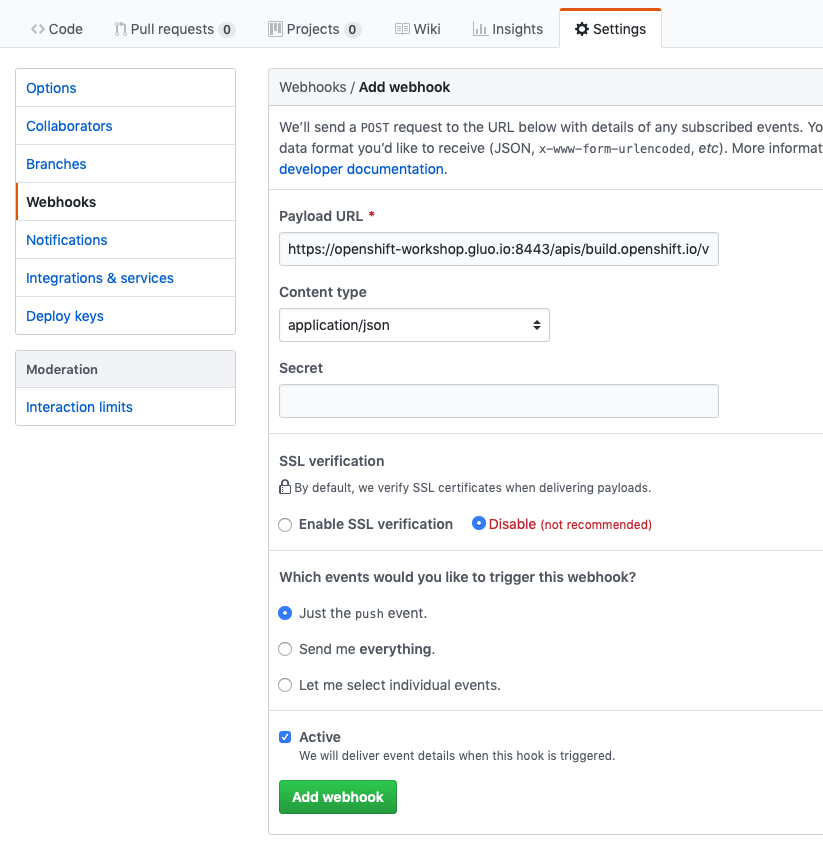 Code Pull requests 0 Projects 0 Wiki Insights Settings
Options
Collaborators
Branches
Webhooks
Notifications
Integrations & services
Deploy keys
Moderation
Interaction limits
Webhooks / Add webhook
We’ll send a POST request to the URL below with details of any subscribed events. Yo
data format you’d like to receive (JSON, x-www-form-urlencoded, etc). More informat
developer documentation.
Payload URL *
https://openshift-workshop.gluo.io:8443/apis/build.openshift.io/v
Content type
application/json
Secret
SSL verification
By default, we verify SSL certificates when delivering payloads.
Enable SSL verification Disable (not recommended)
Which events would you like to trigger this webhook?
Just the push event.
Send me everything.
Let me select individual events.
Active
We will deliver event details when this hook is triggered.
Add webhook